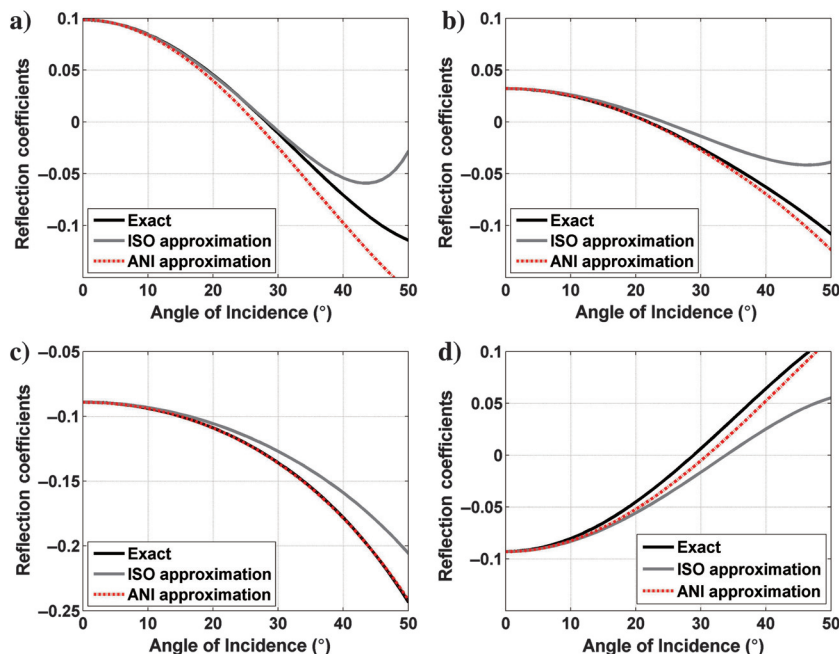 a)
Reflection coefficients
0.1
0.05
0
−0.05
−0.1
Exact
ISO approximation
ANI approximation
0 10 20 30 40 50
Angle of Incidence (°)
b)
Reflection coefficients
0.1
0.05
0
−0.05
−0.1
Exact
ISO approximation
ANI approximation
0 10 20 30 40 50
Angle of Incidence (°)
c)
Reflection coefficients
−0.05
−0.1
−0.15
−0.2
−0.25
Exact
ISO approximation
ANI approximation
0 10 20 30 40 50
Angle of Incidence (°)
d)
Reflection coefficients
0.1
0.05
0
−0.05
−0.1
Exact
ISO approximation
ANI approximation
0 10 20 30 40 50
Angle of Incidence (°)